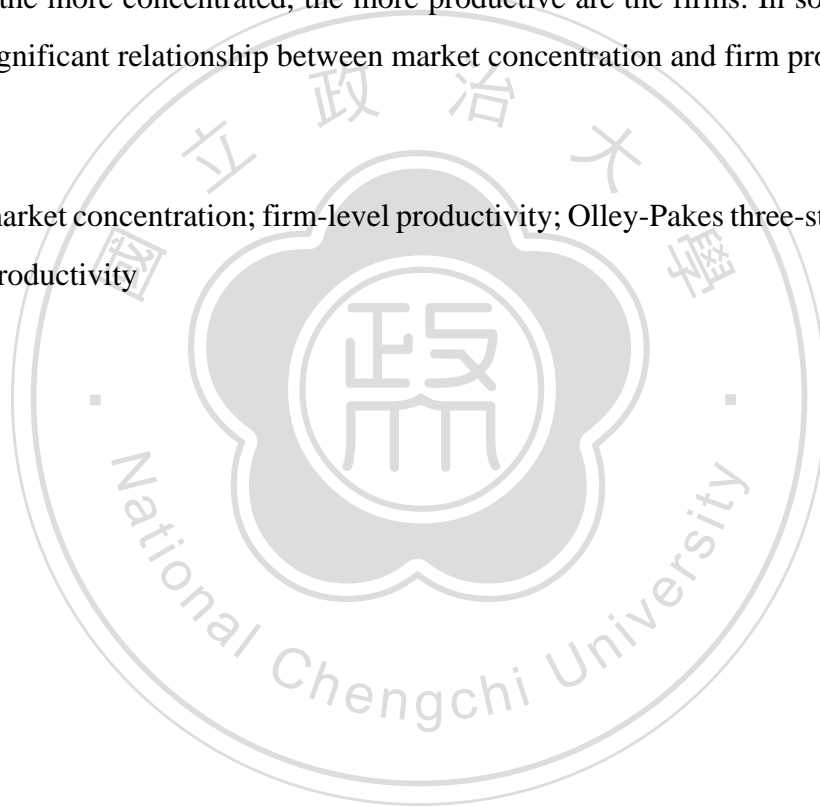 the more concentrated, the more productive are the firms. In so
gnificant relationship between market concentration and firm pro
arket concentration; firm-level productivity; Olley-Pakes three-st
roductivity
國立政治大學
政
National Chengchi University